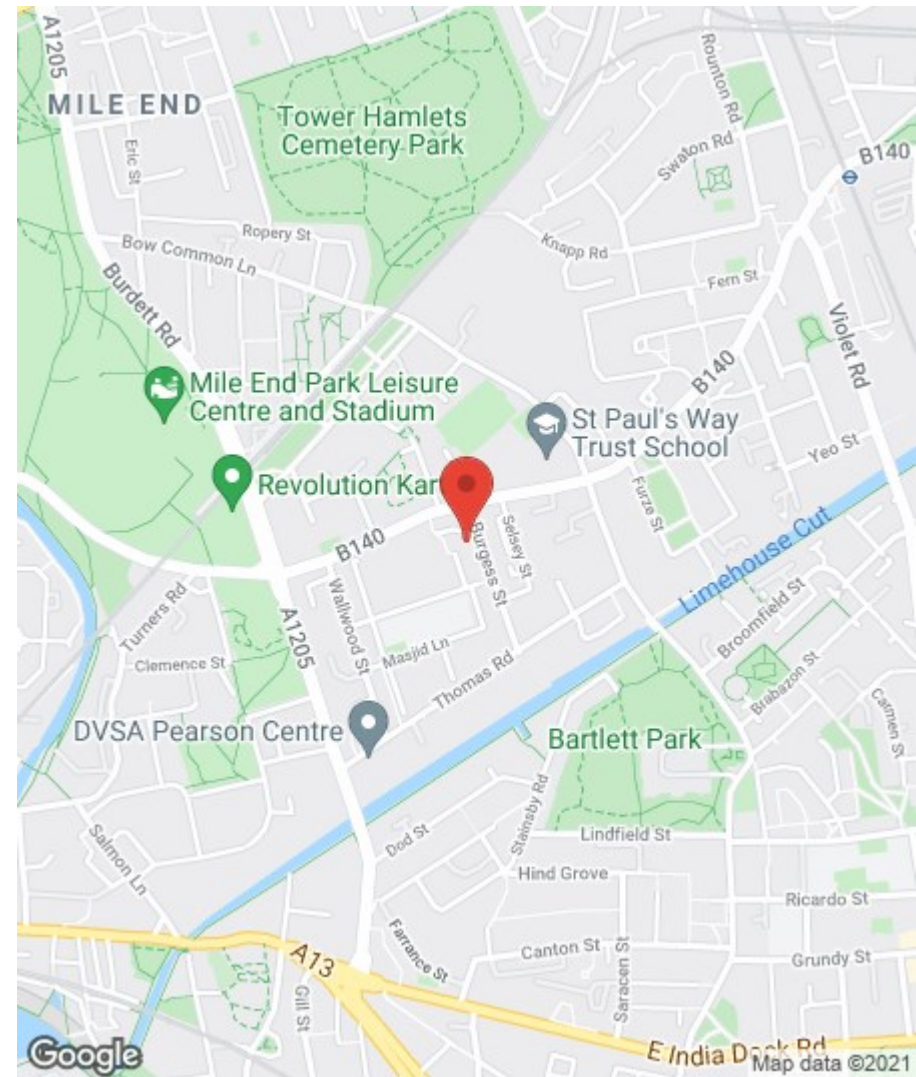 A1205
MILE END
Eric St
Tower Hamlets
Cemetery Park
Rounton Rd
Swaton Rd
B140
Ropery St
Bow Common Ln
Knapp Rd
Fern St
Burdett Rd
Violet Rd
B140
Mile End Park Leisure
Centre and Stadium
St Paul's Way
Trust School
Yeo St
Revolution Kar
Furze St
B140
Burgess St
Selsey St
Limehouse Cut
Turners Rd
Wallwood St
Broomfield St
A1205
Masjid Ln
Clemence St
Thomas Rd
Brabazon St
Carmen St
DVSA Pearson Centre
Bartlett Park
Stainsby Rd
Dod St
Lindfield St
Salmon Ln
Hind Grove
Ricardo St
Farrance St
Canton St
Saracen St
Grundy St
A13
Gill St
E India Dock Rd
Google
Map data ©2021